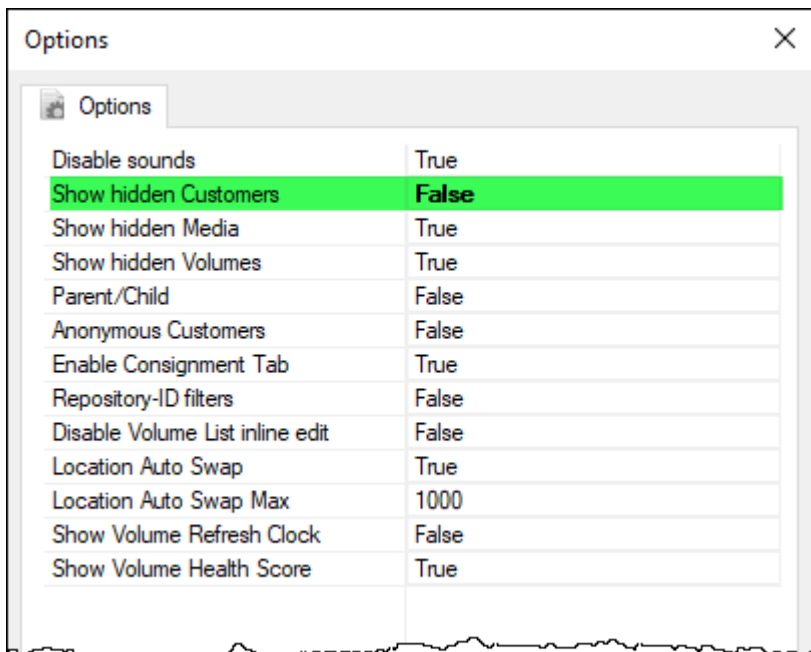 Options
Options
Disable sounds True
Show hidden Customers False
Show hidden Media True
Show hidden Volumes True
Parent/Child False
Anonymous Customers False
Enable Consignment Tab True
Repository-ID filters False
Disable Volume List inline edit False
Location Auto Swap True
Location Auto Swap Max 1000
Show Volume Refresh Clock False
Show Volume Health Score True